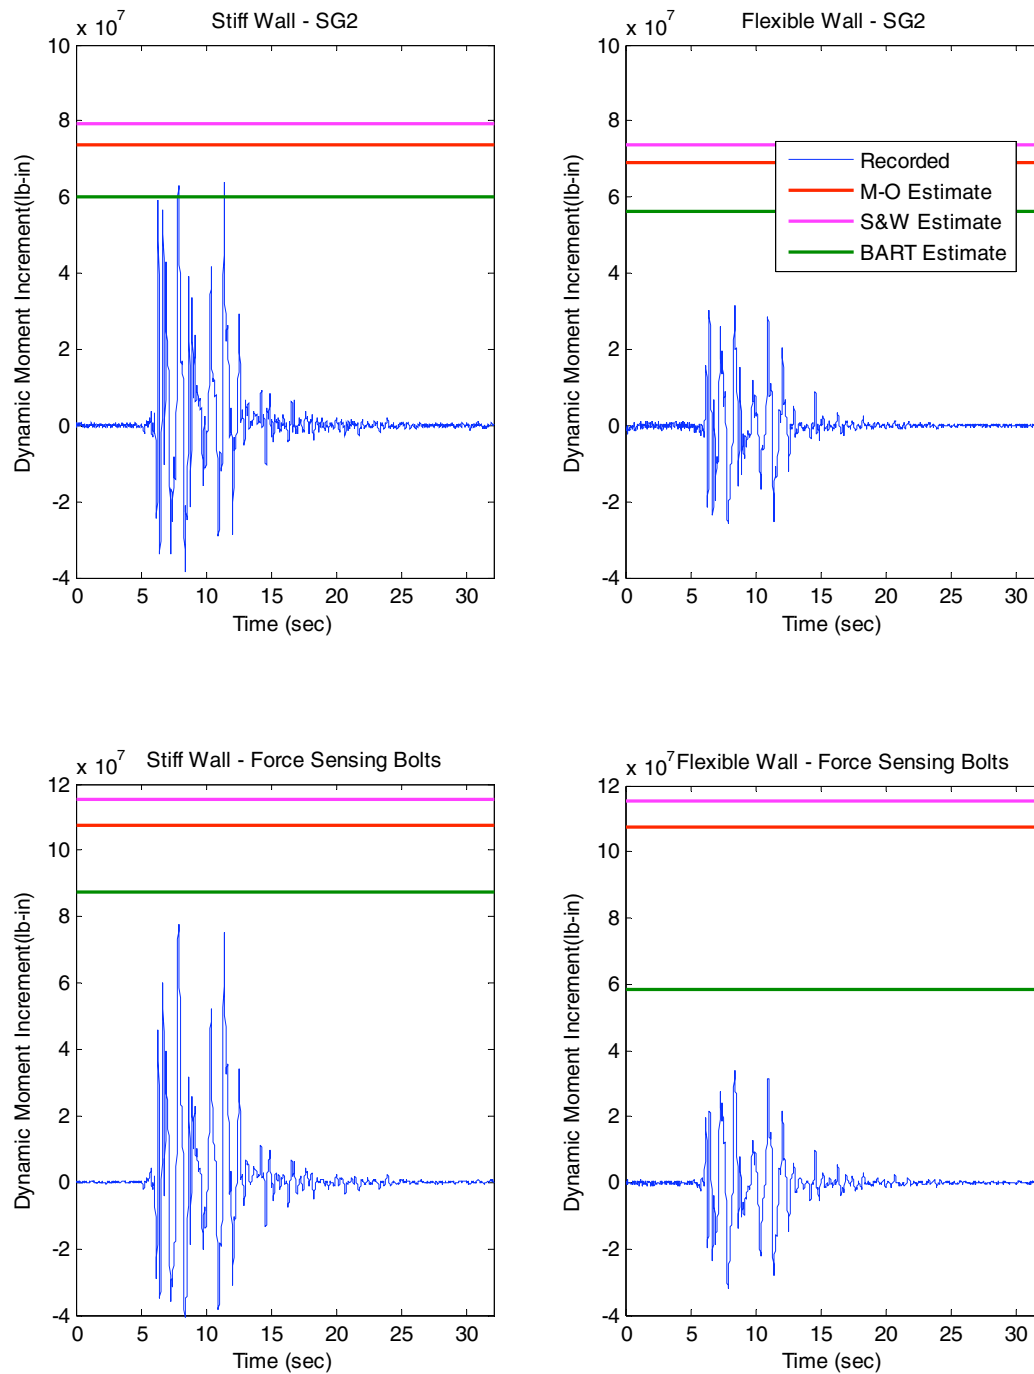 Stiff Wall - SG2
x 10^7
10
8
6
4
2
0
-2
-4
0 5 10 15 20 25 30
Dynamic Moment Increment(lb-in)
Time (sec)
Flexible Wall - SG2
x 10^7
10
8
6
4
2
0
-2
-4
0 5 10 15 20 25 30
Dynamic Moment Increment(lb-in)
Time (sec)
Recorded
M-O Estimate
S&W Estimate
BART Estimate
Stiff Wall - Force Sensing Bolts
x 10^7
12
10
8
6
4
2
0
-2
-4
0 5 10 15 20 25 30
Dynamic Moment Increment(lb-in)
Time (sec)
Flexible Wall - Force Sensing Bolts
x 10^7
12
10
8
6
4
2
0
-2
-4
0 5 10 15 20 25 30
Dynamic Moment Increment(lb-in)
Time (sec)